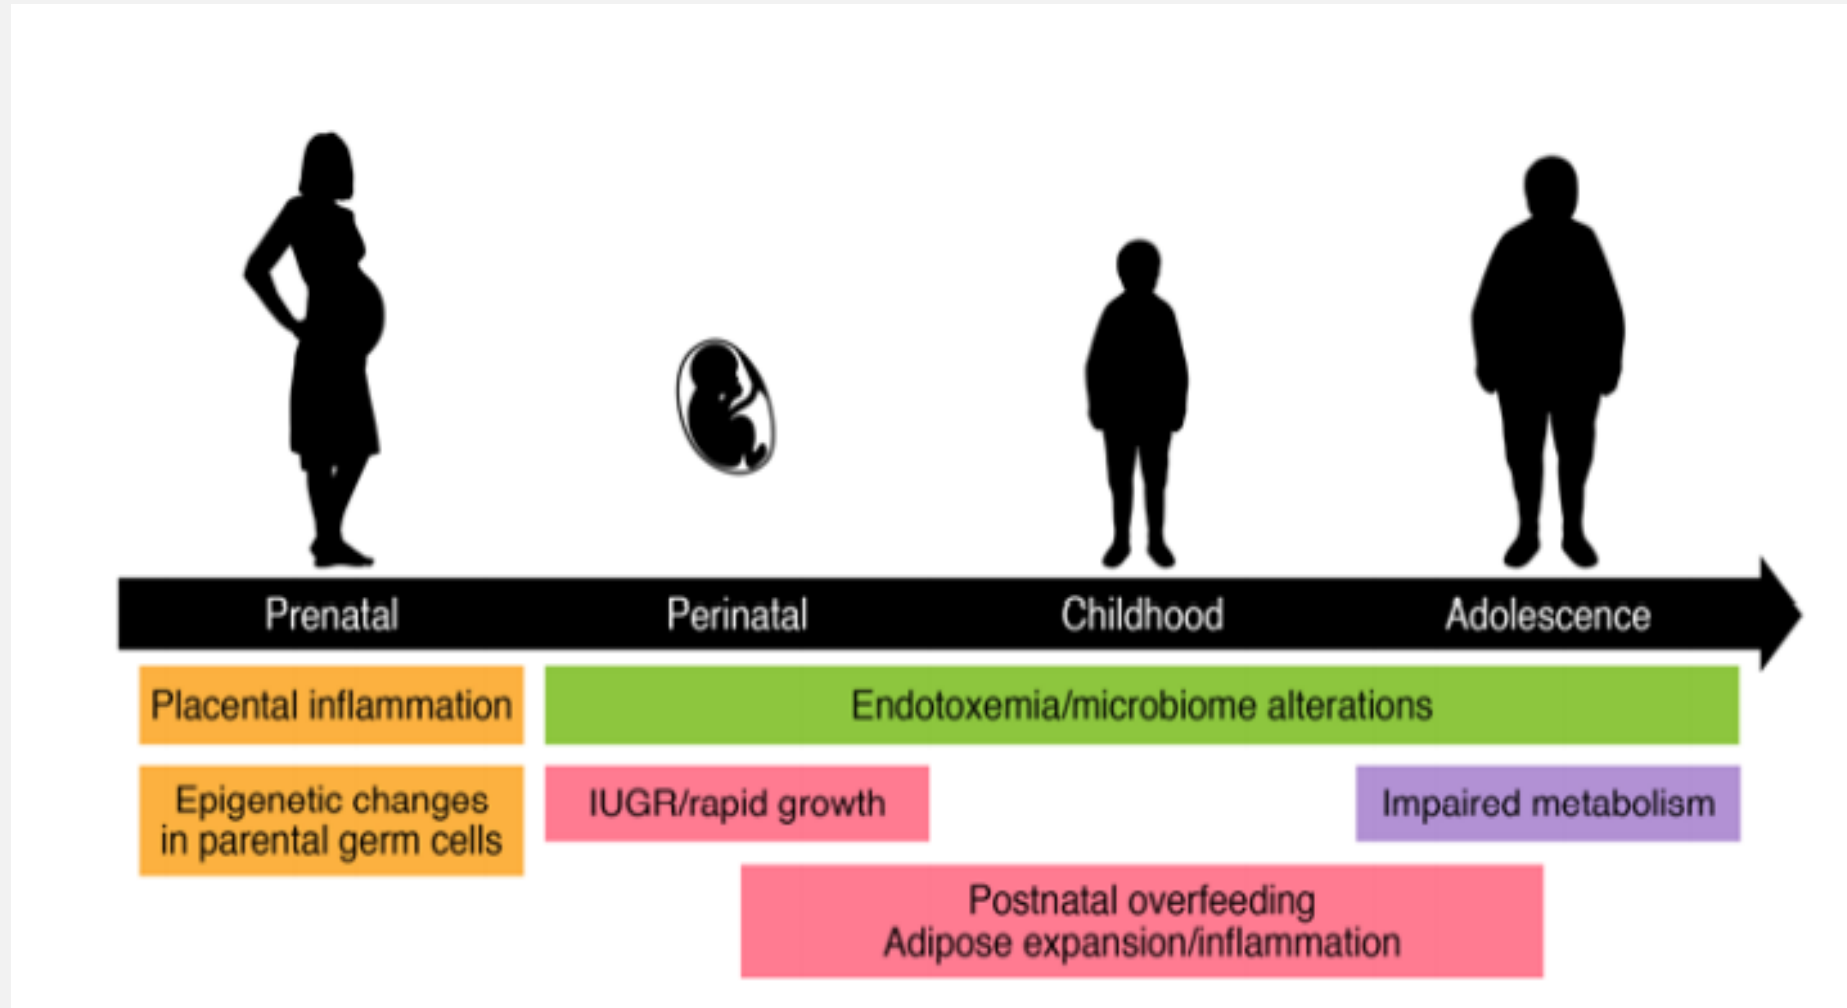 Prenatal
Perinatal
Childhood
Adolescence
Placental inflammation
Endotoxemia/microbiome alterations
Epigenetic changes
in parental germ cells
IUGR/rapid growth
Impaired metabolism
Postnatal overfeeding
Adipose expansion/inflammation